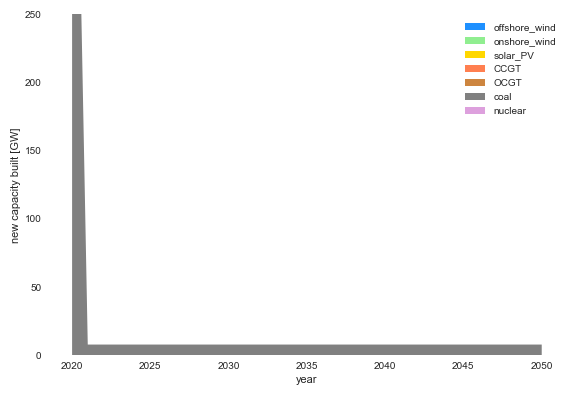 250
200
150
100
50
0
new capacity built [GW]
offshore_wind
onshore_wind
solar_PV
CCGT
OCGT
coal
nuclear
2020 2025 2030 2035 2040 2045 2050
year